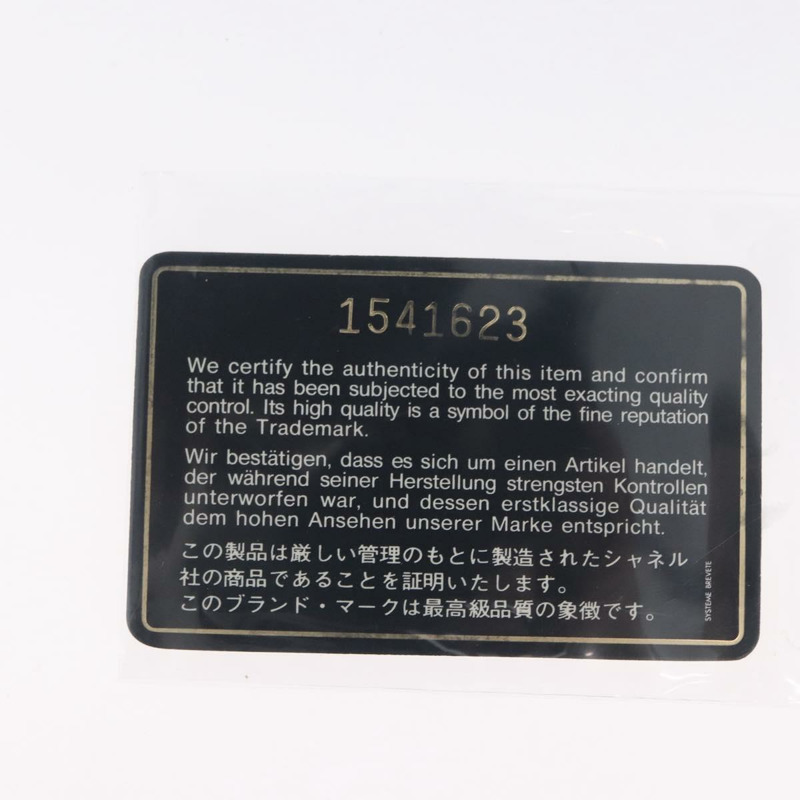 1541623
We certify the authenticity of this item and confirm
that it has been subjected to the most exacting quality
control. Its high quality is a symbol of the fine reputation
of the Trademark.
Wir bestätigen, dass es sich um einen Artikel handelt,
der während seiner Herstellung strengsten Kontrollen
unterworfen war, und dessen erstklassige Qualität
dem hohen Ansehen unserer Marke entspricht.
この製品は厳しい管理のもとに製造されたシャネル
社の商品であることを証明いたします。
このブランド・マークは最高級品質の象徴です。
SYSTEME BREVETE